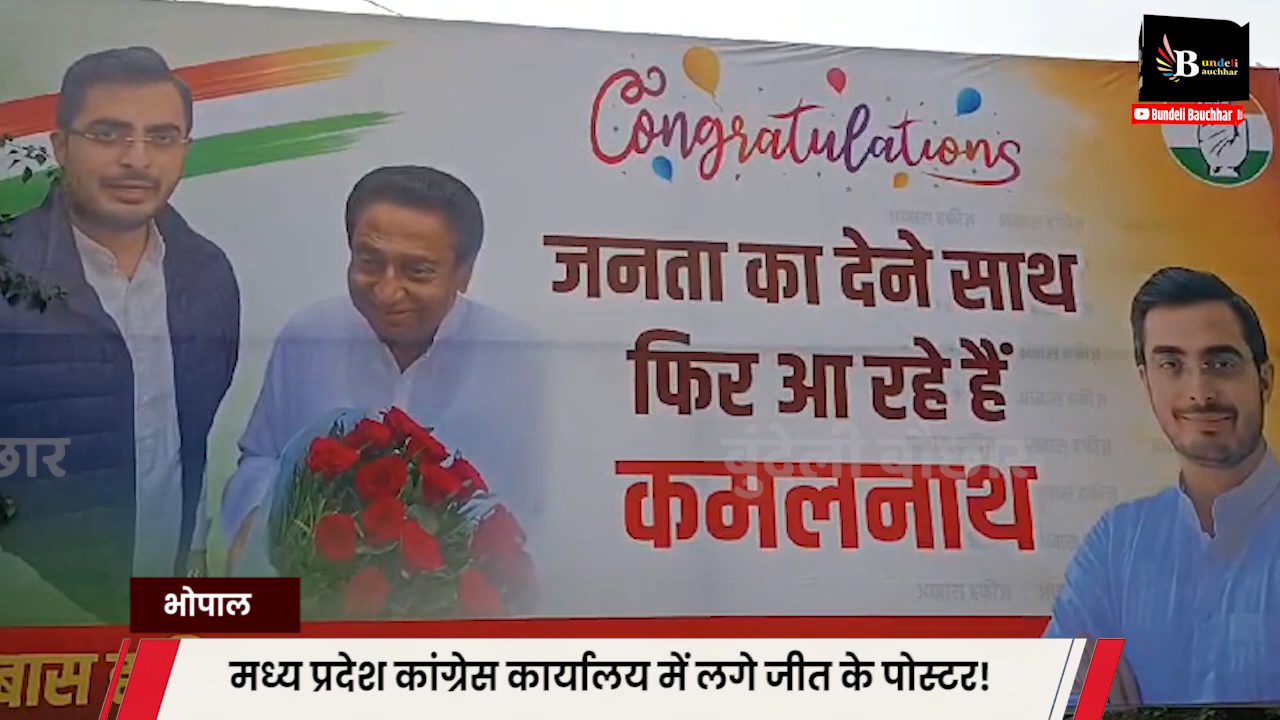 Bundeli
Bauchhar
Bundeli Bauchhar
Congratulations
जनता का देने साथ
फिर आ रहे हैं
कमलनाथ
बुंदेली बौछार
भोपाल
मध्य प्रदेश कांग्रेस कार्यालय में लगे जीत के पोस्टर!